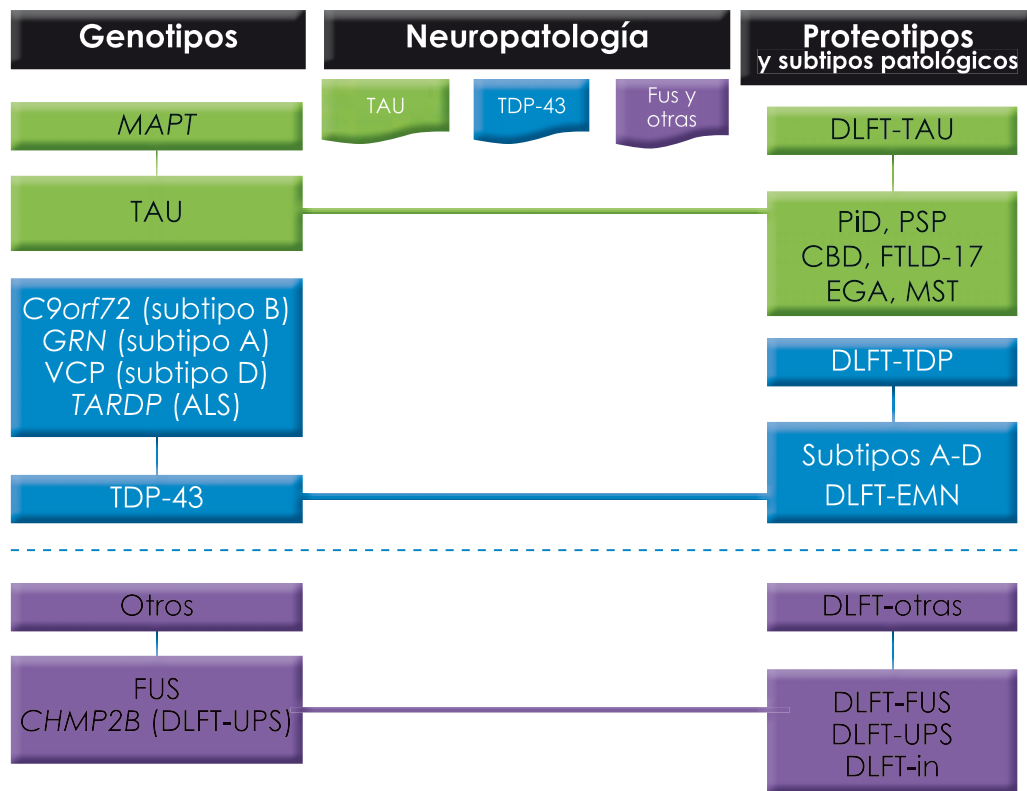 Genotipos
Neuropatología
Proteotipos
y subtipos patológicos
TAU
TDP-43
Fus y
otras
MAPT
TAU
DLFT-TAU
PiD, PSP
CBD, FTLD-17
EGA, MST
C9orf72 (subtipo B)
GRN (subtipo A)
VCP (subtipo D)
TARDP (ALS)
TDP-43
DLFT-TDP
Subtipos A-D
DLFT-EMN
Otros
FUS
CHMP2B (DLFT-UPS)
DLFT-otras
DLFT-FUS
DLFT-UPS
DLFT-in